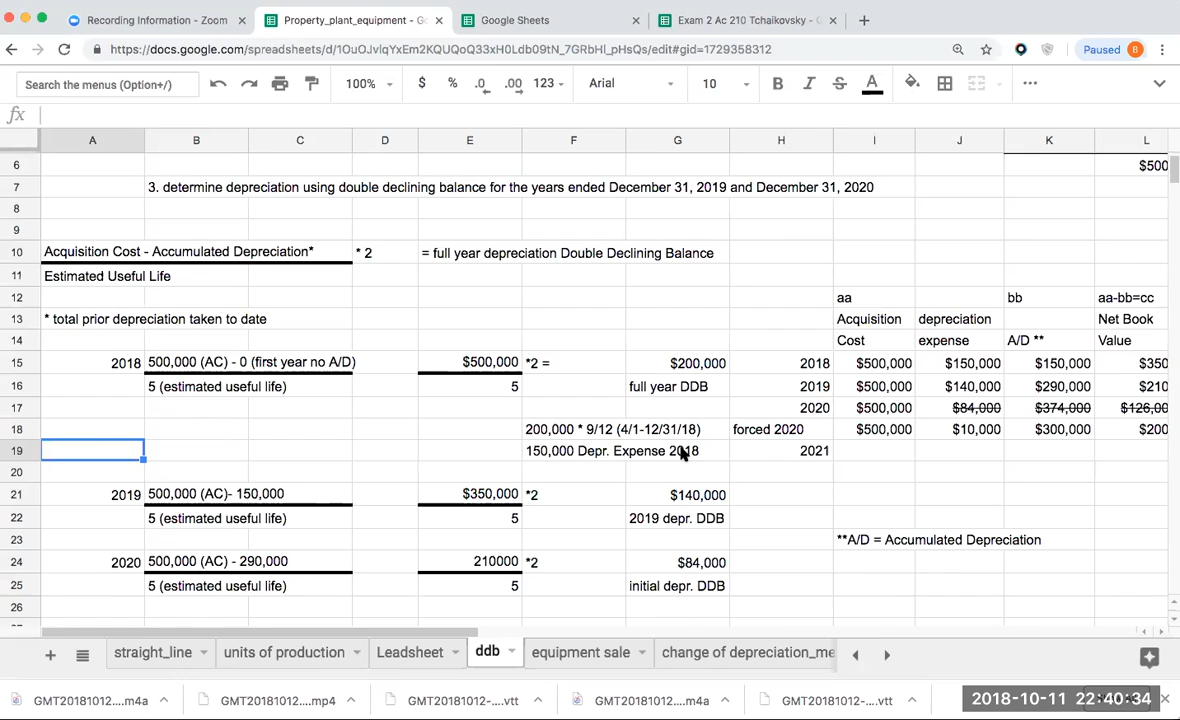 Recording Information - Zoom
Property_plant_equipment - Go
Google Sheets
Exam 2 Ac 210 Tchaikovsky - G
https://docs.google.com/spreadsheets/d/1OuOJvlqYxEm2KQUQoQ33xH0Ldb09tN_7GRbHl_pHsQs/edit#gid=1729358312
Paused B
Search the menus (Option+/) 100% $ % .0 .00 123 Arial 10 B I S A
fx
A B C D E F G H I J K L
6 $500
7 3. determine depreciation using double declining balance for the years ended December 31, 2019 and December 31, 2020
8
9
10 Acquisition Cost - Accumulated Depreciation* * 2 = full year depreciation Double Declining Balance
11 Estimated Useful Life
12 aa bb aa-bb=cc
13 * total prior depreciation taken to date Acquisition depreciation Net Book
14 Cost expense A/D ** Value
15 2018 500,000 (AC) - 0 (first year no A/D) $500,000 *2 = $200,000 2018 $500,000 $150,000 $150,000 $350
16 5 (estimated useful life) 5 full year DDB 2019 $500,000 $140,000 $290,000 $210
17 2020 $500,000 $84,000 $374,000 $126,00
18 200,000 * 9/12 (4/1-12/31/18) forced 2020 $500,000 $10,000 $300,000 $200
19 150,000 Depr. Expense 2018 2021
20
21 2019 500,000 (AC)- 150,000 $350,000 *2 $140,000
22 5 (estimated useful life) 5 2019 depr. DDB
23 **A/D = Accumulated Depreciation
24 2020 500,000 (AC) - 290,000 210000 *2 $84,000
25 5 (estimated useful life) 5 initial depr. DDB
26
straight_line units of production Leadsheet ddb equipment sale change of depreciation_me
GMT20181012....m4a GMT20181012....mp4 GMT20181012-....vtt GMT20181012....m4a GMT20181012-....vtt
2018-10-11 22:40:34